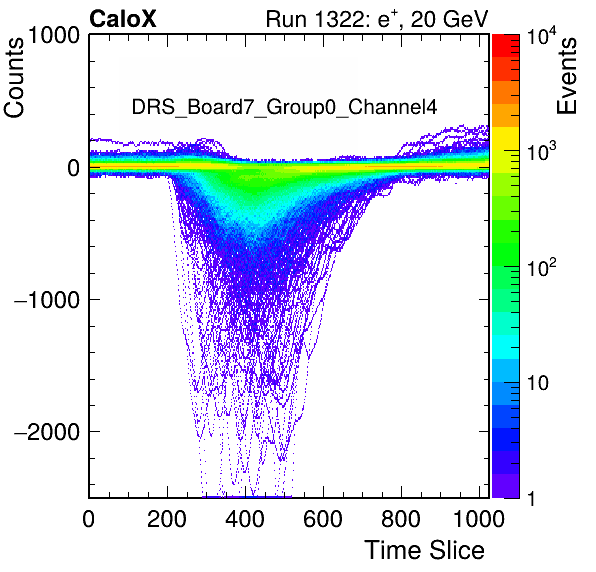 CaloX Run 1322: e⁺, 20 GeV
Counts
Events
DRS_Board7_Group0_Channel4
1000
0
−1000
−2000
0 200 400 600 800 1000
Time Slice
10⁴
10³
10²
10
1